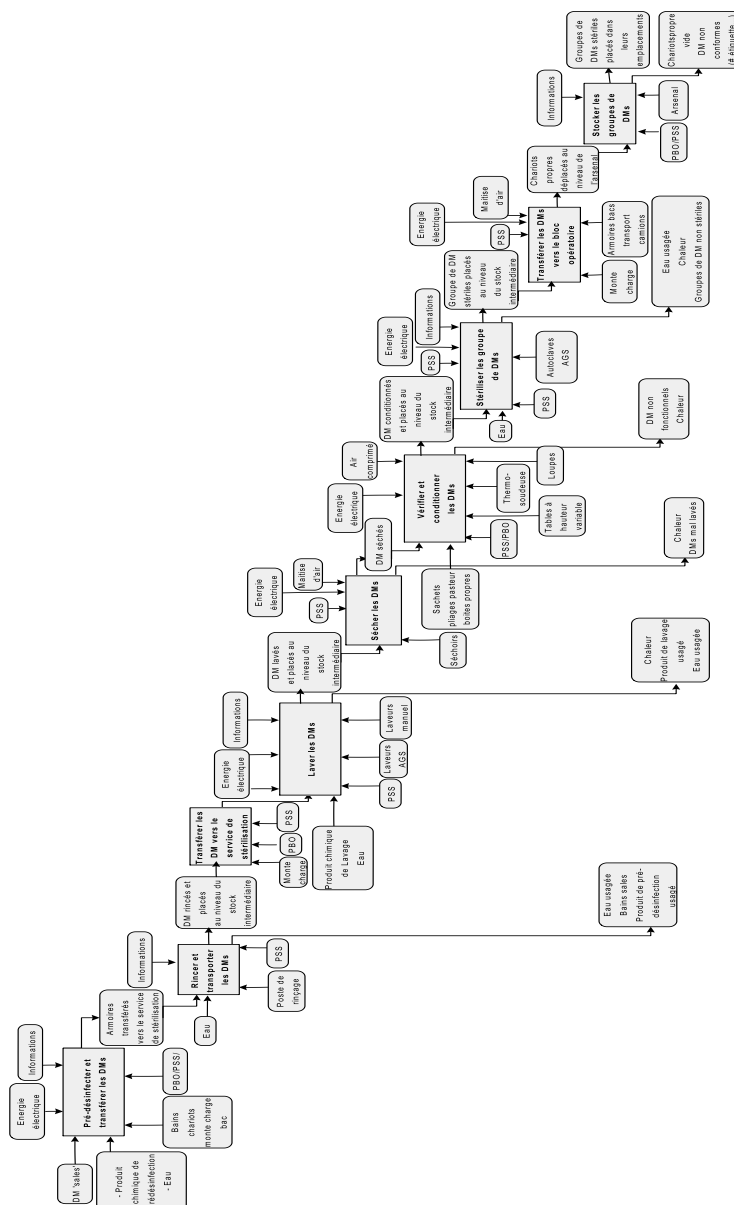 DM 'sales'
- Produit
chimique de
rédésinfection
- Eau
Energie
électrique
Informations
Pré-désinfecter et
transférer les DMs
Bains
chariots
monte charge
bac
PBO/PSS/
Armoires
transférés
vers le service
de stérilisation
Informations
Eau
Rincer et
transporter
les DMs
Poste de
rinçage
PSS
Eau usagée
Bains sales
Produit de pré-
désinfection
usagé
DM rincés et
placés
au niveau du
stock
intermédiaire
Transférer les
DM vers le
service de
stérilisation
Monte
charge
PBO
PSS
Energie
électrique
Informations
Produit chimique
de Lavage
Eau
Laver les DMs
PSS
Laveurs
AGS
Laveurs
manuel
Chaleur
Produit de lavage
usagé
Eau usagée
DM lavés
et placés au
niveau du
stock
intermédiaire
PSS
Energie
électrique
Maitise
d'air
Sécher les DMs
Séchoirs
Chaleur
DMs mal lavés
DM séchés
Energie
électrique
Air
comprimé
Vérifier et
conditionner
les DMs
Sachets
pliages pasteur
boites propres
PSS/PBO
Tables à
hauteur
variable
Thermo-
soudeuse
Loupes
DM non
fonctionnels
Chaleur
DM conditionnés
et placés au
niveau du
stock
intermédiaire
PSS
Energie
électrique
Informations
Stériliser les groupe
de DMs
Eau
PSS
Autoclaves
AGS
Eau usagée
Chaleur
Groupes de DM non stériles
Groupe de DM
stériles placés
au niveau
du stock
intermédiaire
PSS
Energie
électrique
Maitise
d'air
Transférer les DMs
vers le bloc
opératoire
Monte
charge
Armoires bacs
transport
camions
Chariots
propres
déplacés au
niveau de
l'arsenal
Informations
Stocker les
groupes de
DMs
PBO/PSS
Arsenal
Groupes de
DMs stériles
placés dans
leurs
emplacements
Chariotspropre
vide
DM non
conformes
(# étiquette...)